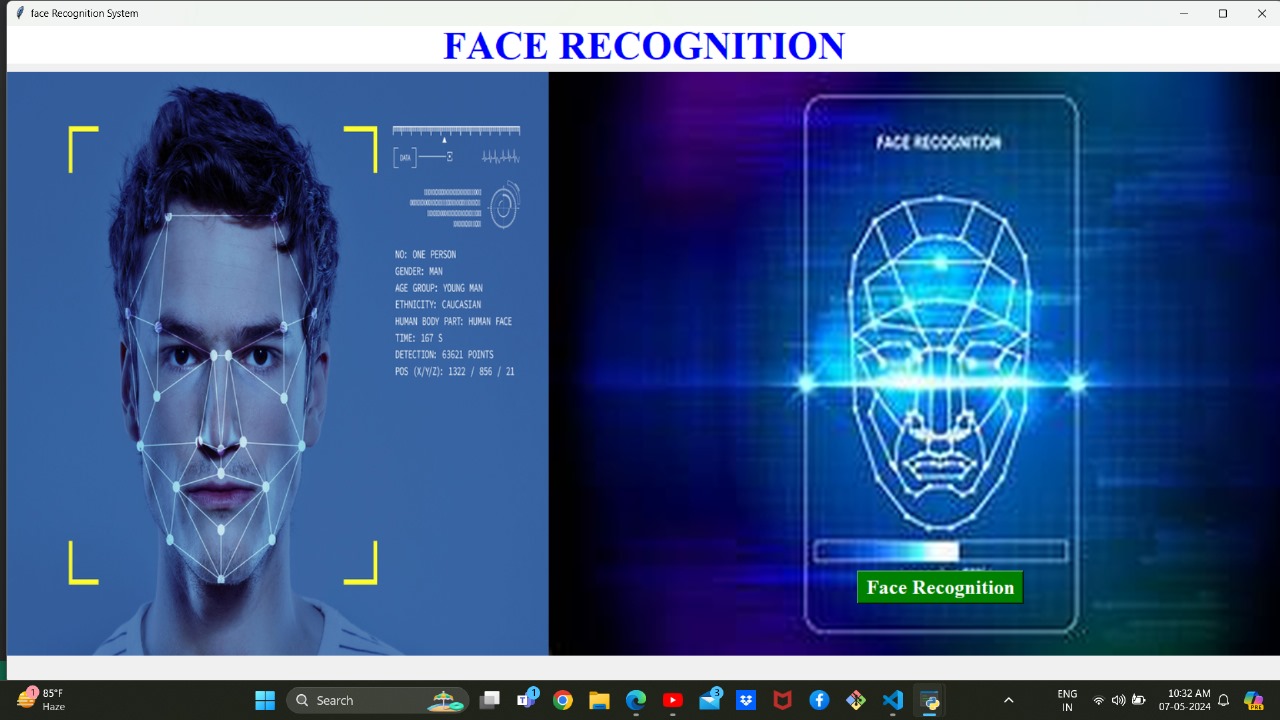 face Recognition System
FACE RECOGNITION
DATA
NO: ONE PERSON
GENDER: MAN
AGE GROUP: YOUNG MAN
ETHNICITY: CAUCASIAN
HUMAN BODY PART: HUMAN FACE
TIME: 167 S
DETECTION: 63621 POINTS
POS (X/Y/Z): 1322 / 856 / 21
FACE RECOGNITION
Face Recognition
1
85°F
Haze
Search
1
3
ENG
IN
10:32 AM
07-05-2024
PRE